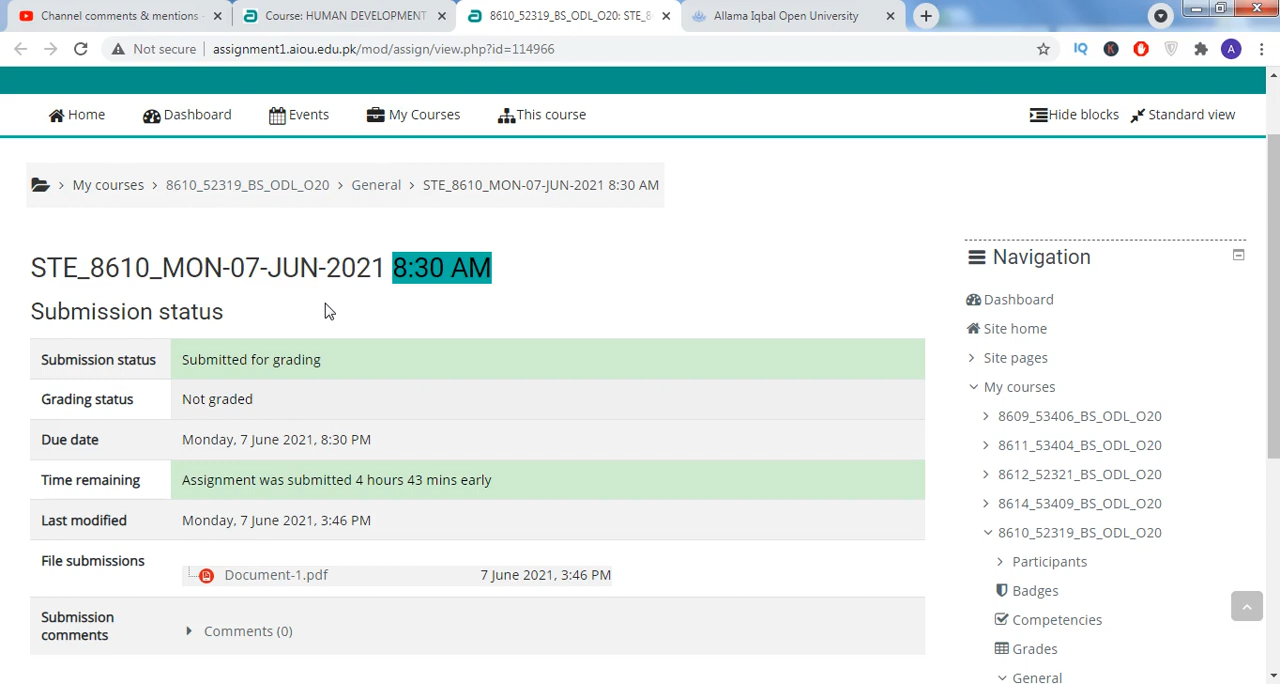 Channel comments & mentions -
Course: HUMAN DEVELOPMENT
8610_52319_BS_ODL_O20: STE_8
Allama Iqbal Open University
Not secure
assignment1.aiou.edu.pk/mod/assign/view.php?id=114966
IQ
K
A
Home
Dashboard
Events
My Courses
This course
Hide blocks
Standard view
My courses
8610_52319_BS_ODL_O20
General
STE_8610_MON-07-JUN-2021 8:30 AM
STE_8610_MON-07-JUN-2021 8:30 AM
Submission status
Submission status
Submitted for grading
Grading status
Not graded
Due date
Monday, 7 June 2021, 8:30 PM
Time remaining
Assignment was submitted 4 hours 43 mins early
Last modified
Monday, 7 June 2021, 3:46 PM
File submissions
Document-1.pdf
7 June 2021, 3:46 PM
Submission comments
Comments (0)
Navigation
Dashboard
Site home
Site pages
My courses
8609_53406_BS_ODL_O20
8611_53404_BS_ODL_O20
8612_52321_BS_ODL_O20
8614_53409_BS_ODL_O20
8610_52319_BS_ODL_O20
Participants
Badges
Competencies
Grades
General